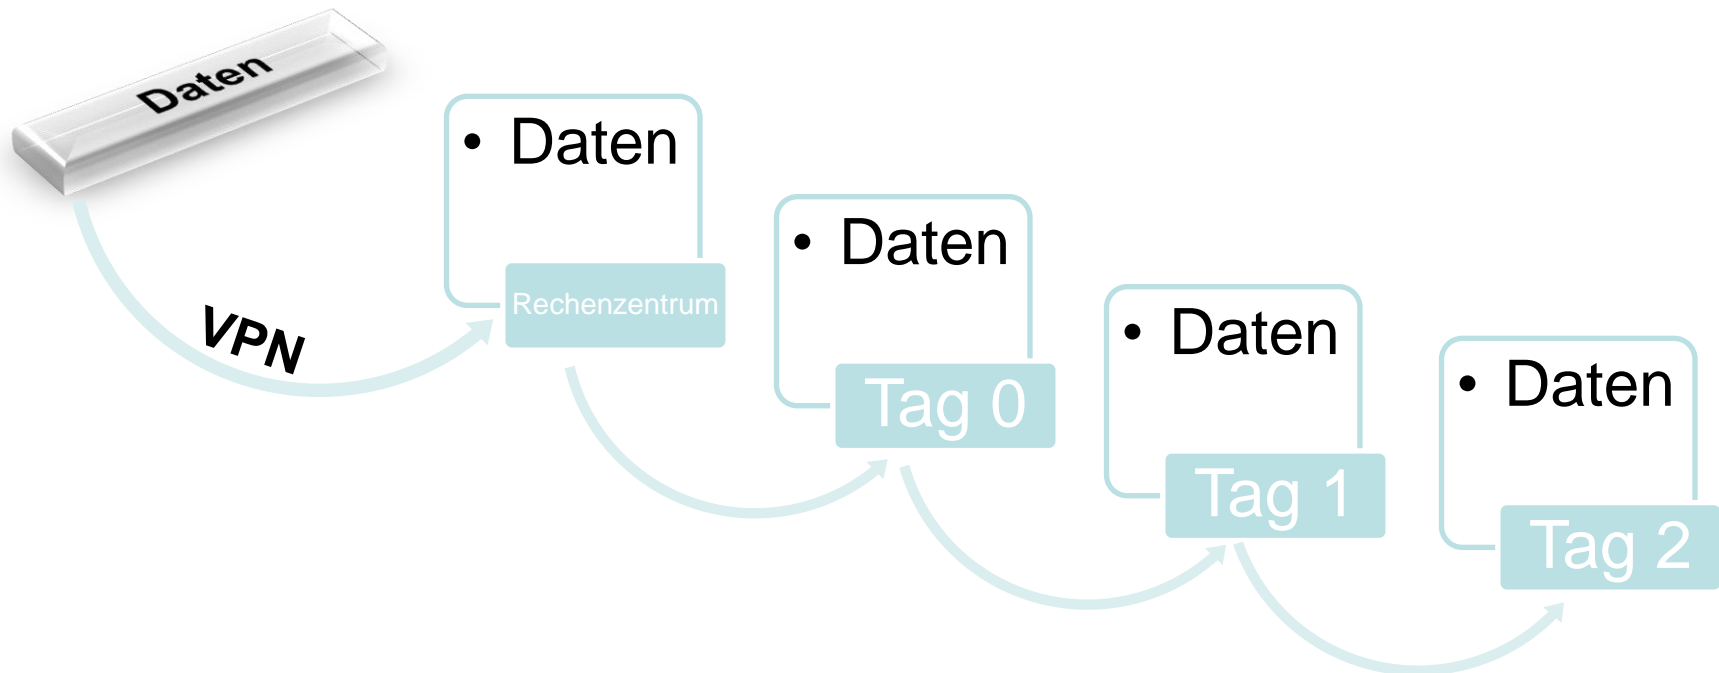 Daten
VPN
• Daten
Rechenzentrum
• Daten
Tag 0
• Daten
Tag 1
• Daten
Tag 2